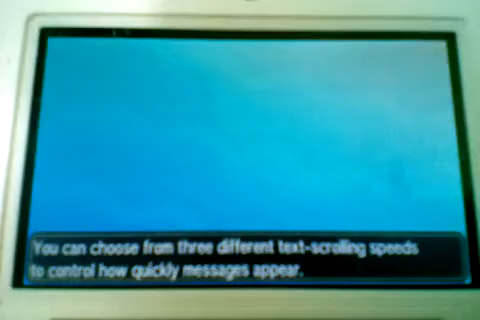 You can choose from three different text-scrolling speeds
to control how quickly messages appear.